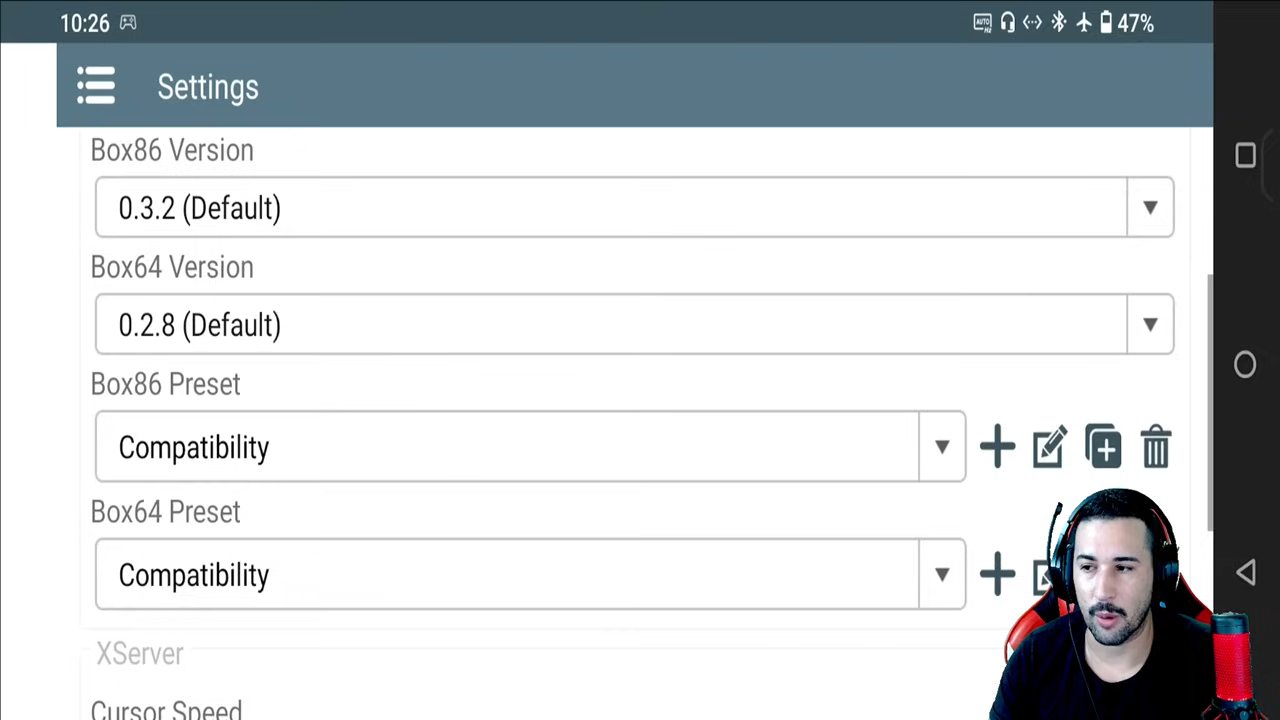 10:26
AUTO
47%
Settings
Box86 Version
0.3.2 (Default)
Box64 Version
0.2.8 (Default)
Box86 Preset
Compatibility
Box64 Preset
Compatibility
XServer
Cursor Speed